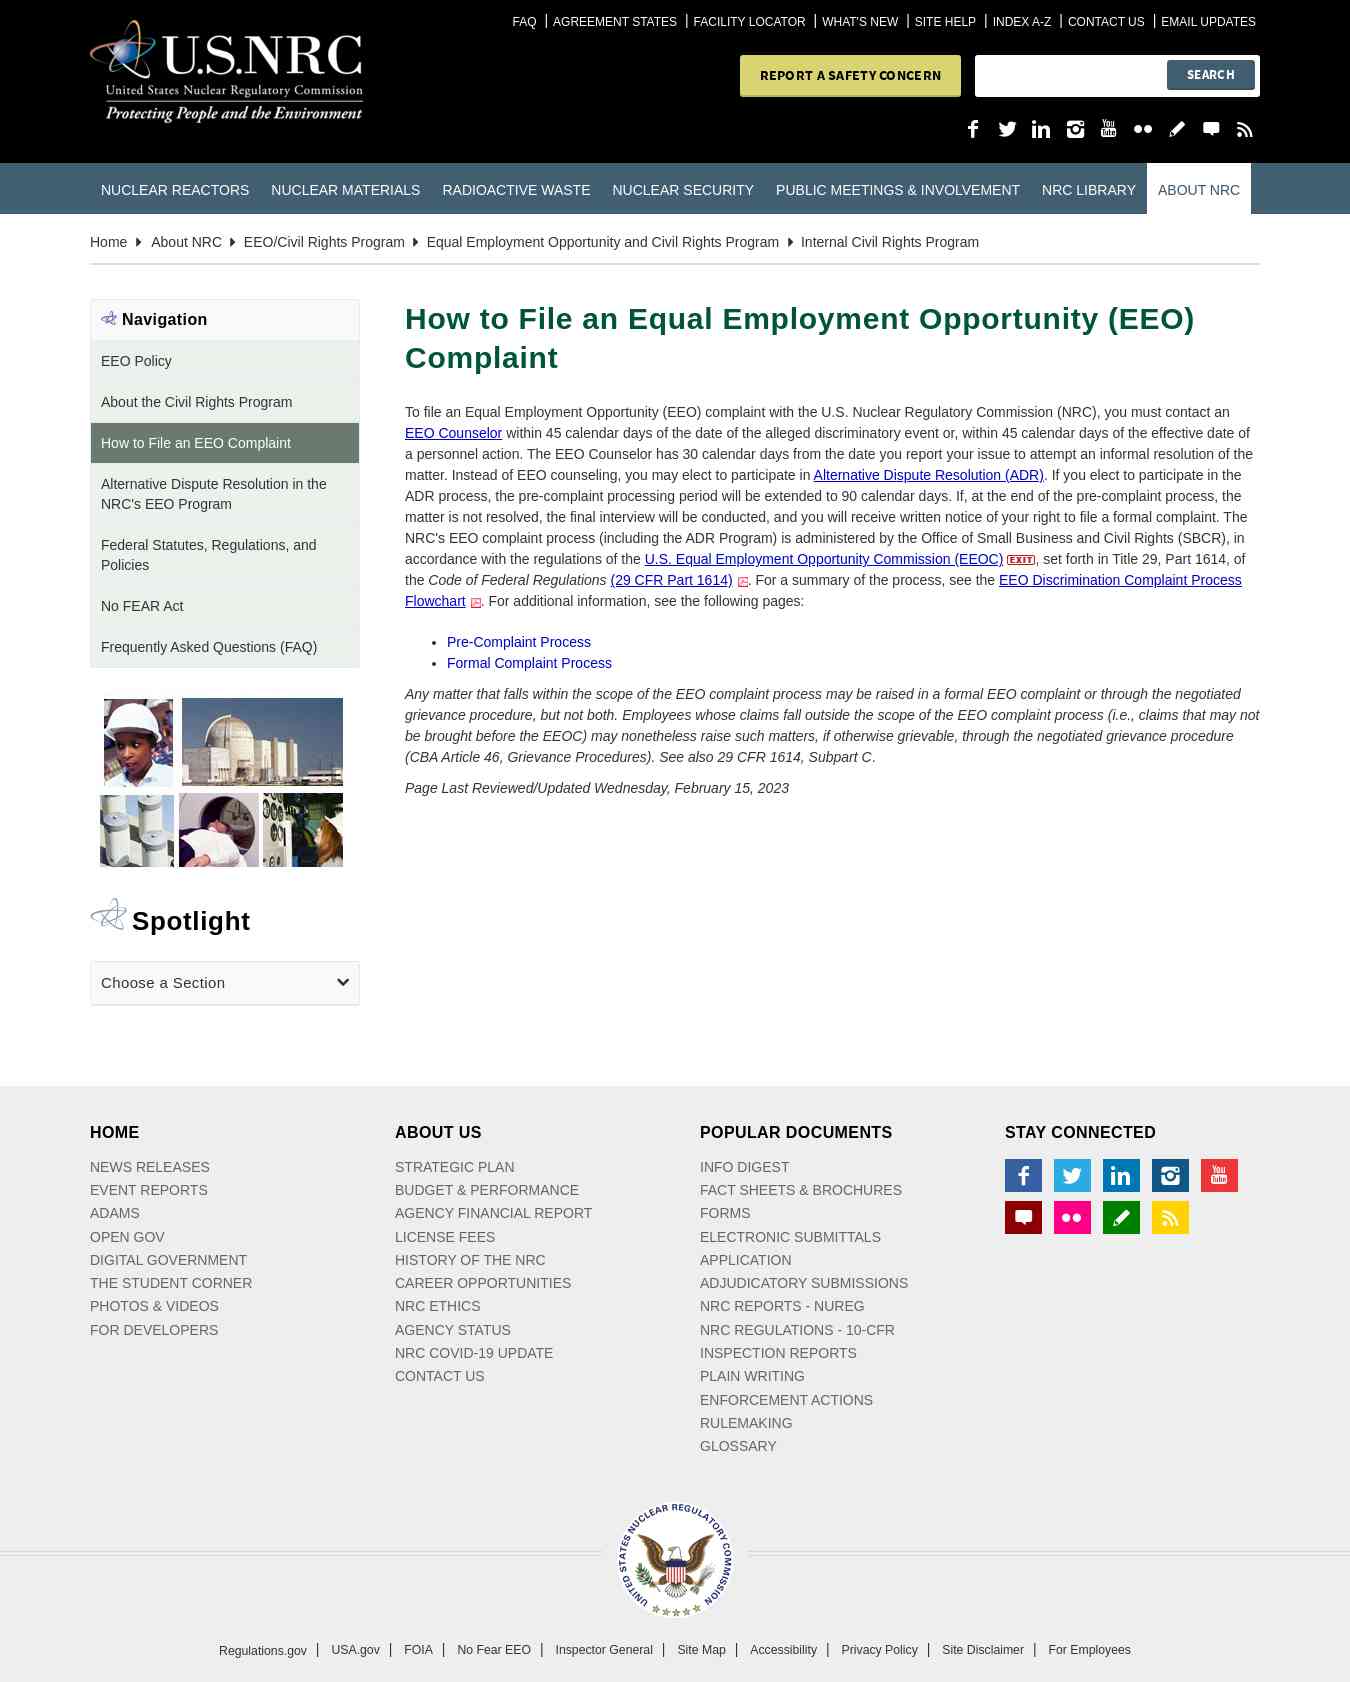 FAQ | AGREEMENT STATES | FACILITY LOCATOR | WHAT'S NEW | SITE HELP | INDEX A-Z | CONTACT US | EMAIL UPDATES
U.S.NRC
United States Nuclear Regulatory Commission
Protecting People and the Environment
REPORT A SAFETY CONCERN
SEARCH
You
Tube
NUCLEAR REACTORS NUCLEAR MATERIALS RADIOACTIVE WASTE NUCLEAR SECURITY PUBLIC MEETINGS & INVOLVEMENT NRC LIBRARY ABOUT NRC
Home About NRC EEO/Civil Rights Program Equal Employment Opportunity and Civil Rights Program Internal Civil Rights Program
Navigation
EEO Policy
About the Civil Rights Program
How to File an EEO Complaint
Alternative Dispute Resolution in the
NRC's EEO Program
Federal Statutes, Regulations, and
Policies
No FEAR Act
Frequently Asked Questions (FAQ)
Spotlight
Choose a Section
How to File an Equal Employment Opportunity (EEO)
Complaint
To file an Equal Employment Opportunity (EEO) complaint with the U.S. Nuclear Regulatory Commission (NRC), you must contact an
EEO Counselor within 45 calendar days of the date of the alleged discriminatory event or, within 45 calendar days of the effective date of
a personnel action. The EEO Counselor has 30 calendar days from the date you report your issue to attempt an informal resolution of the
matter. Instead of EEO counseling, you may elect to participate in Alternative Dispute Resolution (ADR). If you elect to participate in the
ADR process, the pre-complaint processing period will be extended to 90 calendar days. If, at the end of the pre-complaint process, the
matter is not resolved, the final interview will be conducted, and you will receive written notice of your right to file a formal complaint. The
NRC's EEO complaint process (including the ADR Program) is administered by the Office of Small Business and Civil Rights (SBCR), in
accordance with the regulations of the U.S. Equal Employment Opportunity Commission (EEOC) EXIT, set forth in Title 29, Part 1614, of
the Code of Federal Regulations (29 CFR Part 1614). For a summary of the process, see the EEO Discrimination Complaint Process
Flowchart. For additional information, see the following pages:
• Pre-Complaint Process
• Formal Complaint Process
Any matter that falls within the scope of the EEO complaint process may be raised in a formal EEO complaint or through the negotiated
grievance procedure, but not both. Employees whose claims fall outside the scope of the EEO complaint process (i.e., claims that may not
be brought before the EEOC) may nonetheless raise such matters, if otherwise grievable, through the negotiated grievance procedure
(CBA Article 46, Grievance Procedures). See also 29 CFR 1614, Subpart C.
Page Last Reviewed/Updated Wednesday, February 15, 2023
HOME
NEWS RELEASES
EVENT REPORTS
ADAMS
OPEN GOV
DIGITAL GOVERNMENT
THE STUDENT CORNER
PHOTOS & VIDEOS
FOR DEVELOPERS
ABOUT US
STRATEGIC PLAN
BUDGET & PERFORMANCE
AGENCY FINANCIAL REPORT
LICENSE FEES
HISTORY OF THE NRC
CAREER OPPORTUNITIES
NRC ETHICS
AGENCY STATUS
NRC COVID-19 UPDATE
CONTACT US
POPULAR DOCUMENTS
INFO DIGEST
FACT SHEETS & BROCHURES
FORMS
ELECTRONIC SUBMITTALS
APPLICATION
ADJUDICATORY SUBMISSIONS
NRC REPORTS - NUREG
NRC REGULATIONS - 10-CFR
INSPECTION REPORTS
PLAIN WRITING
ENFORCEMENT ACTIONS
RULEMAKING
GLOSSARY
STAY CONNECTED
You
Tube
UNITED STATES NUCLEAR REGULATORY COMMISSION
Regulations.gov | USA.gov | FOIA | No Fear EEO | Inspector General | Site Map | Accessibility | Privacy Policy | Site Disclaimer | For Employees